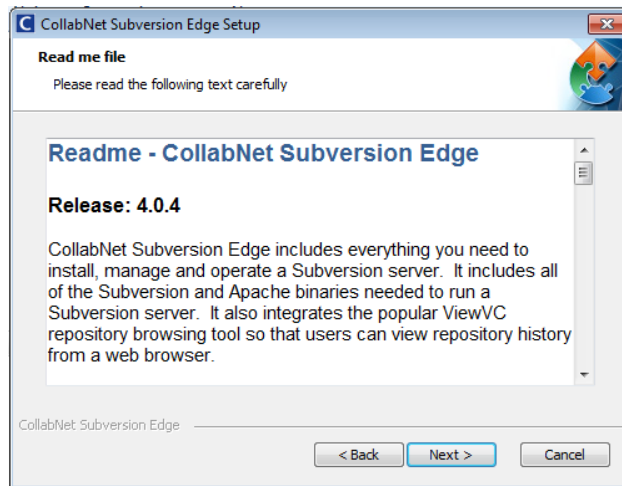 CollabNet Subversion Edge Setup
Read me file
Please read the following text carefully
Readme - CollabNet Subversion Edge
Release: 4.0.4
CollabNet Subversion Edge includes everything you need to
install, manage and operate a Subversion server. It includes all
of the Subversion and Apache binaries needed to run a
Subversion server. It also integrates the popular ViewVC
repository browsing tool so that users can view repository history
from a web browser.
CollabNet Subversion Edge
< Back Next > Cancel